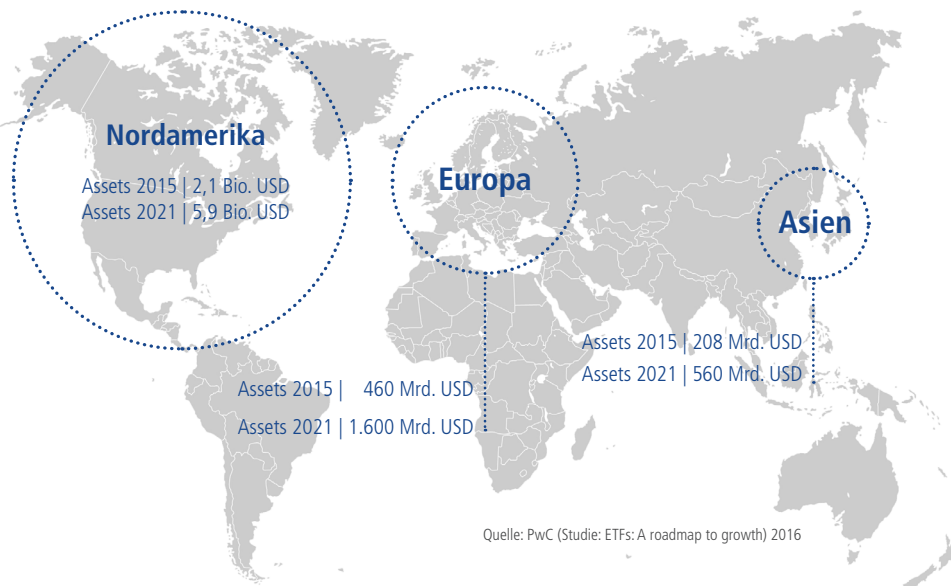 Nordamerika
Assets 2015 | 2,1 Bio. USD
Assets 2021 | 5,9 Bio. USD
Europa
Assets 2015 | 460 Mrd. USD
Assets 2021 | 1.600 Mrd. USD
Asien
Assets 2015 | 208 Mrd. USD
Assets 2021 | 560 Mrd. USD
Quelle: PwC (Studie: ETFs: A roadmap to growth) 2016